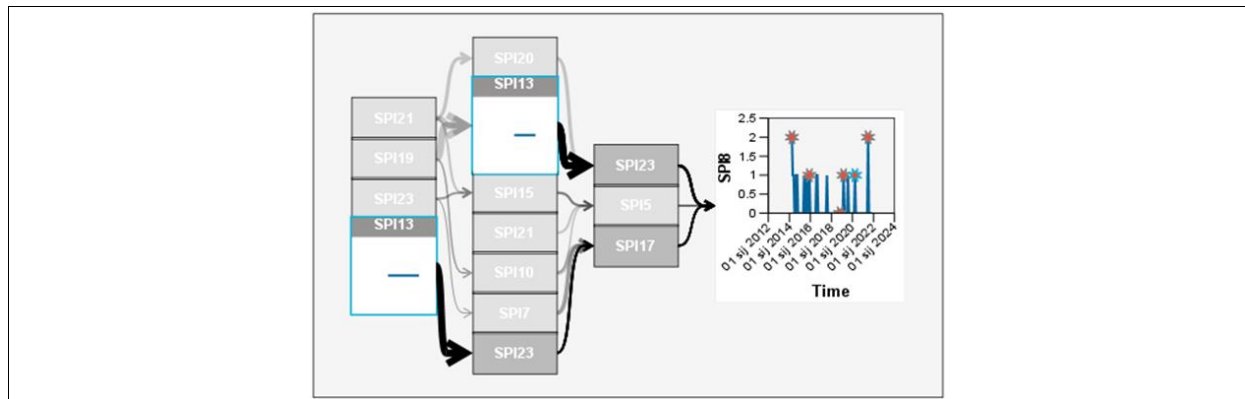 SPI21
SPI19
SPI23
SPI13
SPI20
SPI13
SPI15
SPI21
SPI10
SPI7
SPI23
SPI23
SPI5
SPI17
SPI8
2.5
2
1.5
1
0.5
0
01 sij 2012
01 sij 2014
01 sij 2016
01 sij 2018
01 sij 2020
01 sij 2022
01 sij 2024
Time